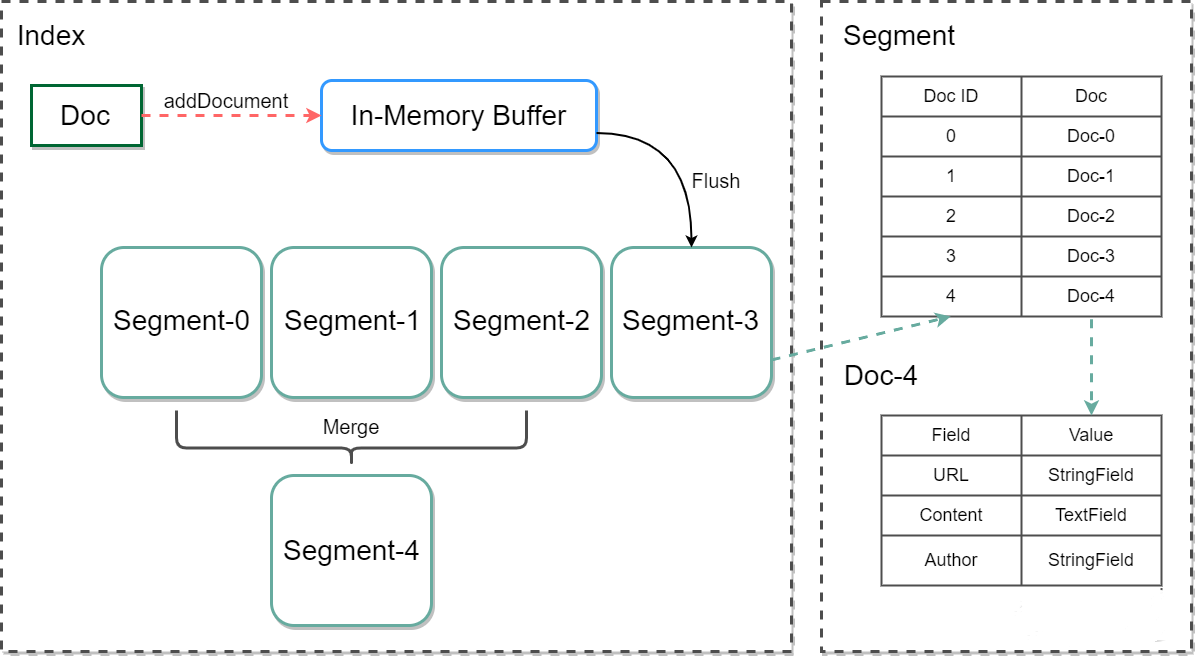 Index
Doc
addDocument
In-Memory Buffer
Flush
Segment-0
Segment-1
Segment-2
Segment-3
Merge
Segment-4
Segment
Doc ID Doc
0 Doc-0
1 Doc-1
2 Doc-2
3 Doc-3
4 Doc-4
Doc-4
Field Value
URL StringField
Content TextField
Author StringField